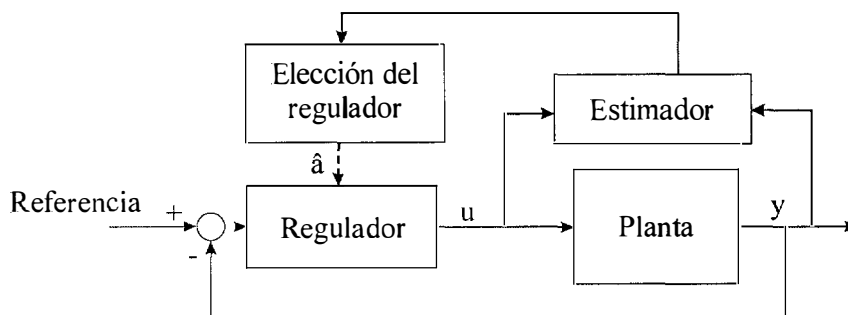 Elección del
regulador
Estimador
â
Referencia
+
-
Regulador
u
Planta
y